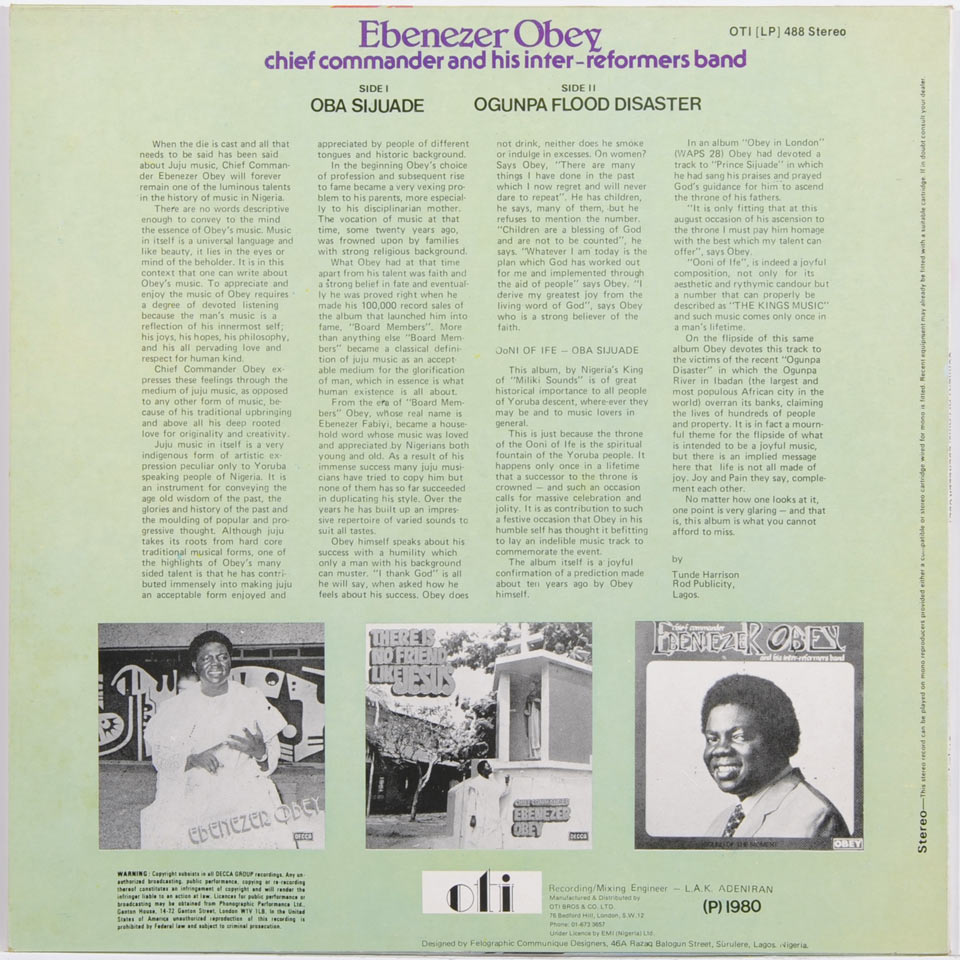 Ebenezer Obey
chief commander and his inter-reformers band
OTI [LP] 488 Stereo
SIDE I
OBA SIJUADE
SIDE II
OGUNPA FLOOD DISASTER
When the die is cast and all that
needs to be said has been said
about Juju music, Chief Comman-
der Ebenezer Obey will forever
remain one of the luminous talents
in the history of music in Nigeria.
There are no words descriptive
enough to convey to the mind
the essence of Obey's music. Music
in itself is a universal language and
like beauty, it lies in the eyes or
mind of the beholder. It is in this
context that one can write about
Obey's music. To appreciate and
enjoy the music of Obey requires
a degree of devoted listening
because the man's music is a
reflection of his innermost self;
his joys, his hopes, his philosophy,
and his all pervading love and
respect for human kind.
Chief Commander Obey ex-
presses these feelings through the
medium of juju music, as opposed
to any other form of music, be-
cause of his traditional upbringing
and above all his deep rooted
love for originality and creativity.
Juju music in itself is a very
indigenous form of artistic ex-
pression peculiar only to Yoruba
speaking people of Nigeria. It is
an instrument for conveying the
age old wisdom of the past, the
glories and history of the past and
the moulding of popular and pro-
gressive thought. Although juju
takes its roots from hard core
traditional musical forms, one of
the highlights of Obey's many
sided talent is that he has contri-
buted immensely into making juju
an acceptable form enjoyed and
appreciated by people of different
tongues and historic background.
In the beginning Obey's choice
of profession and subsequent rise
to fame became a very vexing pro-
blem to his parents, more especial-
ly to his disciplinarian mother.
The vocation of music at that
time, some twenty years ago,
was frowned upon by families
with strong religious background.
What Obey had at that time
apart from his talent was faith and
a strong belief in fate and eventual-
ly he was proved right when he
made his 100,000 record sales of
the album that launched him into
fame, "Board Members". More
than anything else "Board Mem-
bers" became a classical defini-
tion of juju music as an accept-
able medium for the glorification
of man, which in essence is what
human existence is all about.
From the era of "Board Mem-
bers" Obey, whose real name is
Ebenezer Fabiyi, became a house-
hold word whose music was loved
and appreciated by Nigerians both
young and old. As a result of his
immense success many juju musi-
cians have tried to copy him but
none of them has so far succeeded
in duplicating his style. Over the
years he has built up an impres-
sive repertoire of varied sounds to
suit all tastes.
Obey himself speaks about his
success with a humility which
only a man with his background
can muster. "I thank God" is all
he will say, when asked how he
feels about his success. Obey does
not drink, neither does he smoke
or indulge in excesses. On women?
Says Obey, "There are many
things I have done in the past
which I now regret and will never
dare to repeat". He has children,
he says, many of them, but he
refuses to mention the number.
"Children are a blessing of God
and are not to be counted", he
says. "Whatever I am today is the
plan which God has worked out
for me and implemented through
the aid of people" says Obey. "I
derive my greatest joy from the
living word of God", says Obey
who is a strong believer of the
faith.
OoNI OF IFE – OBA SIJUADE
This album, by Nigeria's King
of "Miliki Sounds" is of great
historical importance to all people
of Yoruba descent, where-ever they
may be and to music lovers in
general.
This is just because the throne
of the Ooni of Ife is the spiritual
fountain of the Yoruba people. It
happens only once in a lifetime
that a successor to the throne is
crowned – and such an occasion
calls for massive celebration and
jolity. It is as contribution to such
a festive occasion that Obey in his
humble self has thought it befitting
to lay an indelible music track to
commemorate the event.
The album itself is a joyful
confirmation of a prediction made
about ten years ago by Obey
himself.
In an album "Obey in London"
(WAPS 28) Obey had devoted a
track to "Prince Sijuade" in which
he had sang his praises and prayed
God's guidance for him to ascend
the throne of his fathers.
"It is only fitting that at this
august occasion of his ascension to
the throne I must pay him homage
with the best which my talent can
offer", says Obey.
"Ooni of Ife", is indeed a joyful
composition, not only for its
aesthetic and rythymic candour but
a number that can properly be
described as "THE KINGS MUSIC"
and such music comes only once in
a man's lifetime.
On the flipside of this same
album Obey devotes this track to
the victims of the recent "Ogunpa
Disaster" in which the Ogunpa
River in Ibadan (the largest and
most populous African city in the
world) overran its banks, claiming
the lives of hundreds of people
and property. It is in fact a mourn-
ful theme for the flipside of what
is intended to be a joyful music,
but there is an implied message
here that life is not all made of
joy. Joy and Pain they say, comple-
ment each other.
No matter how one looks at it,
one point is very glaring – and that
is, this album is what you cannot
afford to miss.
by
Tunde Harrison
Rod Publicity,
Lagos.
EBENEZER OBEY
DECCA
THERE IS
NO FRIEND
LIKE JESUS
CHIEF COMMANDER
EBENEZER
OBEY
DECCA
chief commander
EBENEZER OBEY
and his inter-reformers band
SOUND OF THE MOMENT
OBEY
WARNING: Copyright subsists in all DECCA GROUP recordings. Any un-
authorized broadcasting, public performance, copying or re-recording
thereof constitutes an infringement of copyright and will render the
infringer liable to an action at law. Licences for public performance or
broadcasting may be obtained from Phonographic Performance Ltd.,
Ganton House, 14-22 Ganton Street, London W1V 1LB. In the United
States of America unauthorized reproduction of this recording is
prohibited by Federal law and subject to criminal prosecution.
oti
Recording/Mixing Engineer – L.A.K. ADENIRAN
Manufactured & Distributed by
OTI BROS & CO. LTD.
76 Bedford Hill, London, S.W.12
Phone: 01-673 3657
Under Licence by EMI (Nigeria) Ltd.
(P) 1980
Designed by Felographic Communique Designers, 46A Razaq Balogun Street, Surulere, Lagos. Nigeria.
Stereo—This stereo record can be played on mono reproducers provided either a compatible or stereo cartridge wired for mono is fitted. Recent equipment may already be fitted with a suitable cartridge. If in doubt consult your dealer.